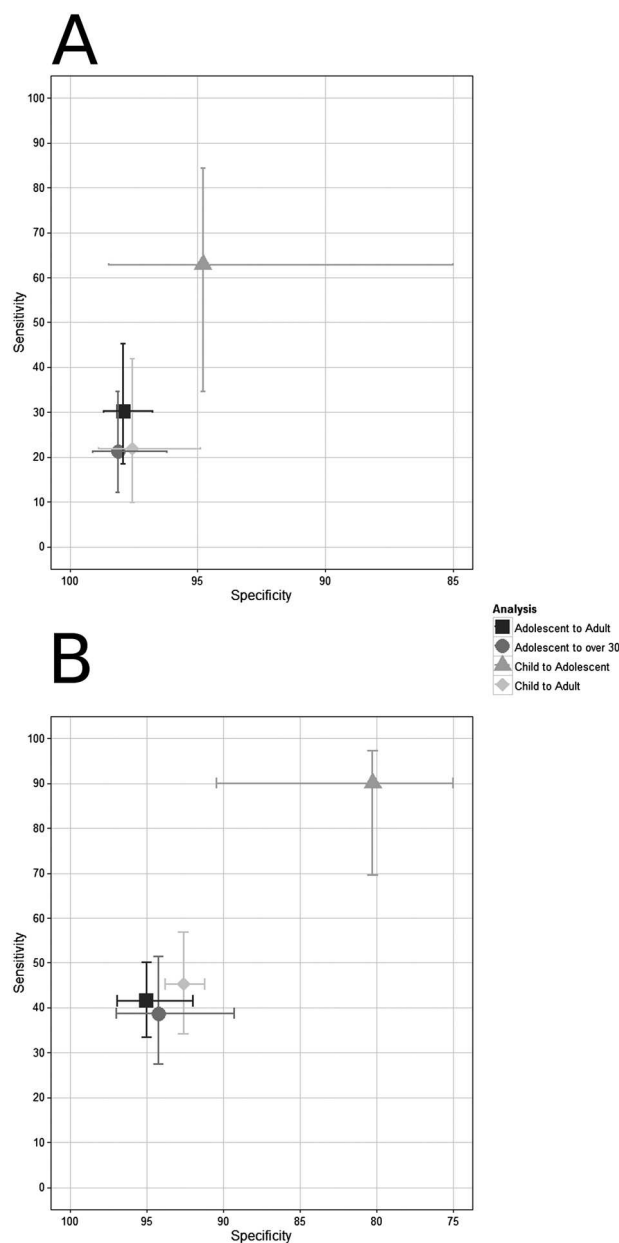 A
100
90
80
70
60
50
40
30
20
10
0
Sensitivity
100 95 90 85
Specificity
Analysis
Adolescent to Adult
Adolescent to over 30
Child to Adolescent
Child to Adult
B
100
90
80
70
60
50
40
30
20
10
0
Sensitivity
100 95 90 85 80 75
Specificity